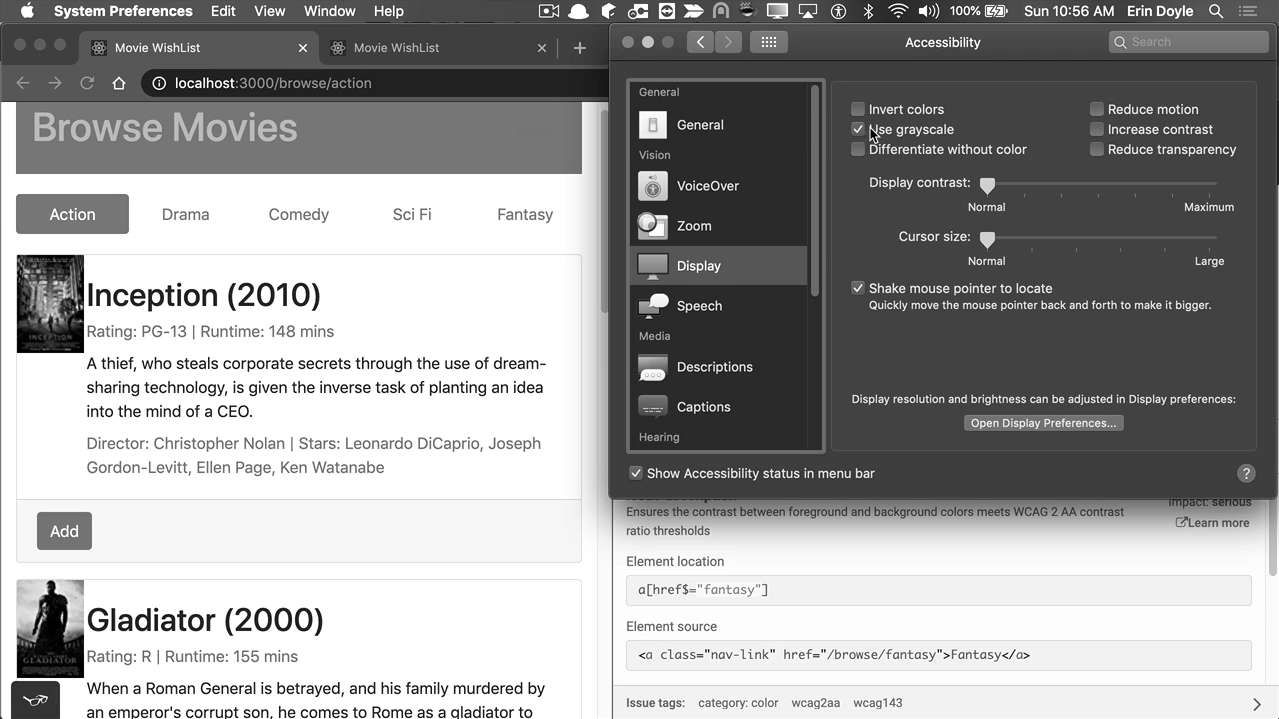 System Preferences Edit View Window Help 100% Sun 10:56 AM Erin Doyle
Movie WishList
Movie WishList
localhost:3000/browse/action
Browse Movies
Action Drama Comedy Sci Fi Fantasy
INCEPTION
Inception (2010)
Rating: PG-13 | Runtime: 148 mins
A thief, who steals corporate secrets through the use of dream-
sharing technology, is given the inverse task of planting an idea
into the mind of a CEO.
Director: Christopher Nolan | Stars: Leonardo DiCaprio, Joseph
Gordon-Levitt, Ellen Page, Ken Watanabe
Add
GLADIATOR
Gladiator (2000)
Rating: R | Runtime: 155 mins
When a Roman General is betrayed, and his family murdered by
an emperor's corrupt son, he comes to Rome as a gladiator to
Accessibility
Search
General
General
Vision
VoiceOver
Zoom
Display
Speech
Media
Descriptions
Captions
Hearing
Invert colors
Use grayscale
Differentiate without color
Reduce motion
Increase contrast
Reduce transparency
Display contrast:
Normal Maximum
Cursor size:
Normal Large
Shake mouse pointer to locate
Quickly move the mouse pointer back and forth to make it bigger.
Display resolution and brightness can be adjusted in Display preferences:
Open Display Preferences...
Show Accessibility status in menu bar
?
Issue description
Impact: serious
Ensures the contrast between foreground and background colors meets WCAG 2 AA contrast
ratio thresholds
Learn more
Element location
a[href$="fantasy"]
Element source
<a class="nav-link" href="/browse/fantasy">Fantasy</a>
Issue tags: category: color wcag2aa wcag143